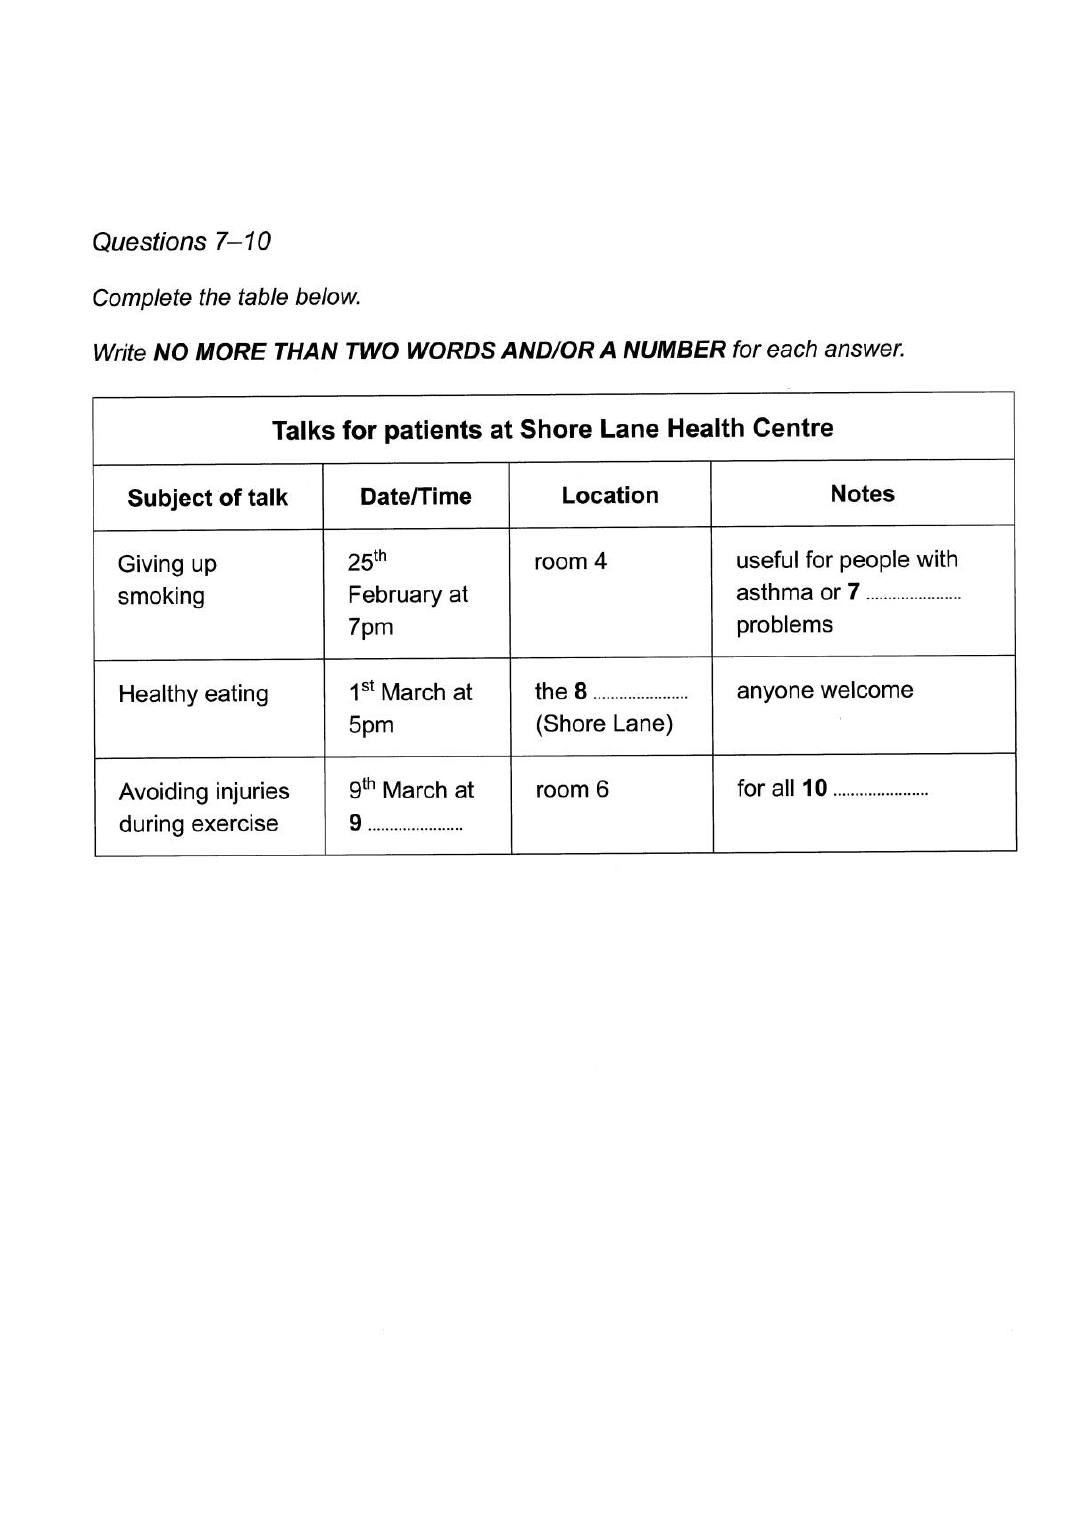 Questions 7–10
Complete the table below.
Write NO MORE THAN TWO WORDS AND/OR A NUMBER for each answer.
Talks for patients at Shore Lane Health Centre
Subject of talk Date/Time Location Notes
Giving up
smoking
25th
February at
7pm
room 4
useful for people with
asthma or 7 ......................
problems
Healthy eating
1st March at
5pm
the 8 ......................
(Shore Lane)
anyone welcome
Avoiding injuries
during exercise
9th March at
9 ......................
room 6
for all 10 ......................